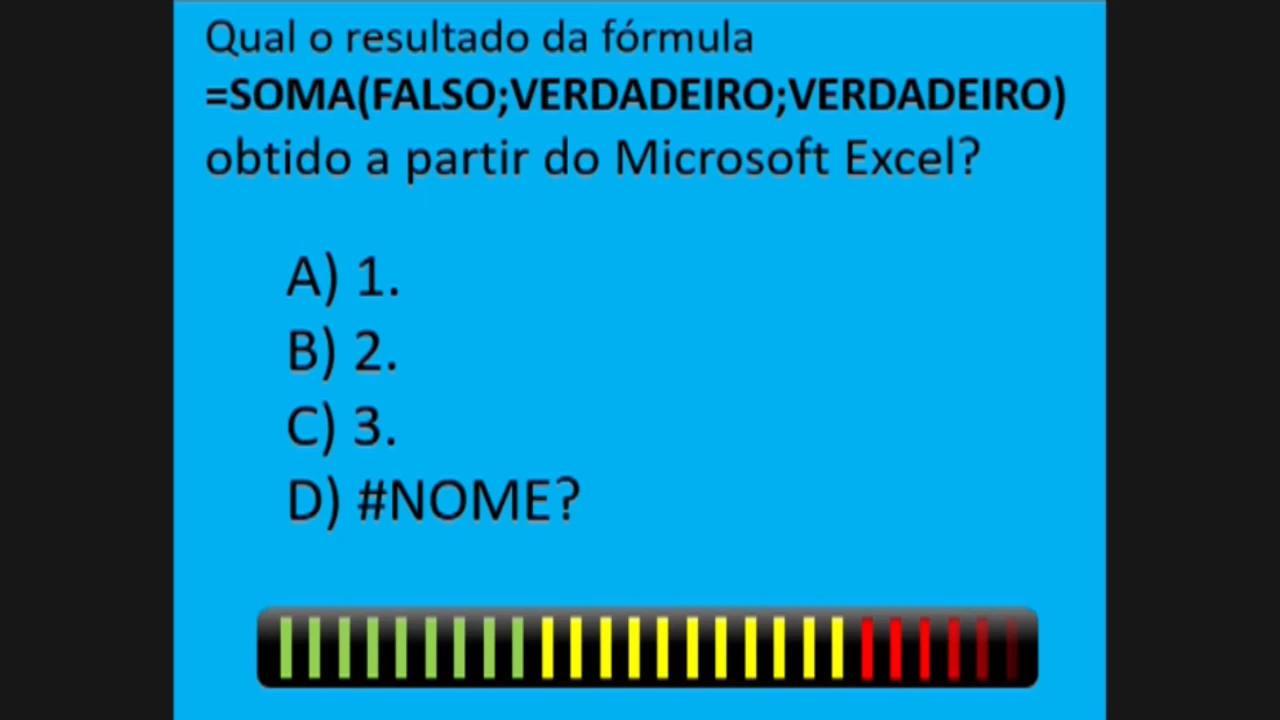 Qual o resultado da fórmula
=SOMA(FALSO;VERDADEIRO;VERDADEIRO)
obtido a partir do Microsoft Excel?
A) 1.
B) 2.
C) 3.
D) #NOME?